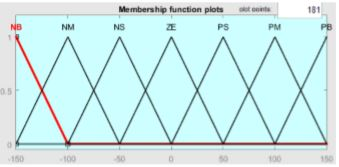 Membership function plots plot points: 181
NB NM NS ZE PS PM PB
1
0.5
0
-150 -100 -50 0 50 100 150